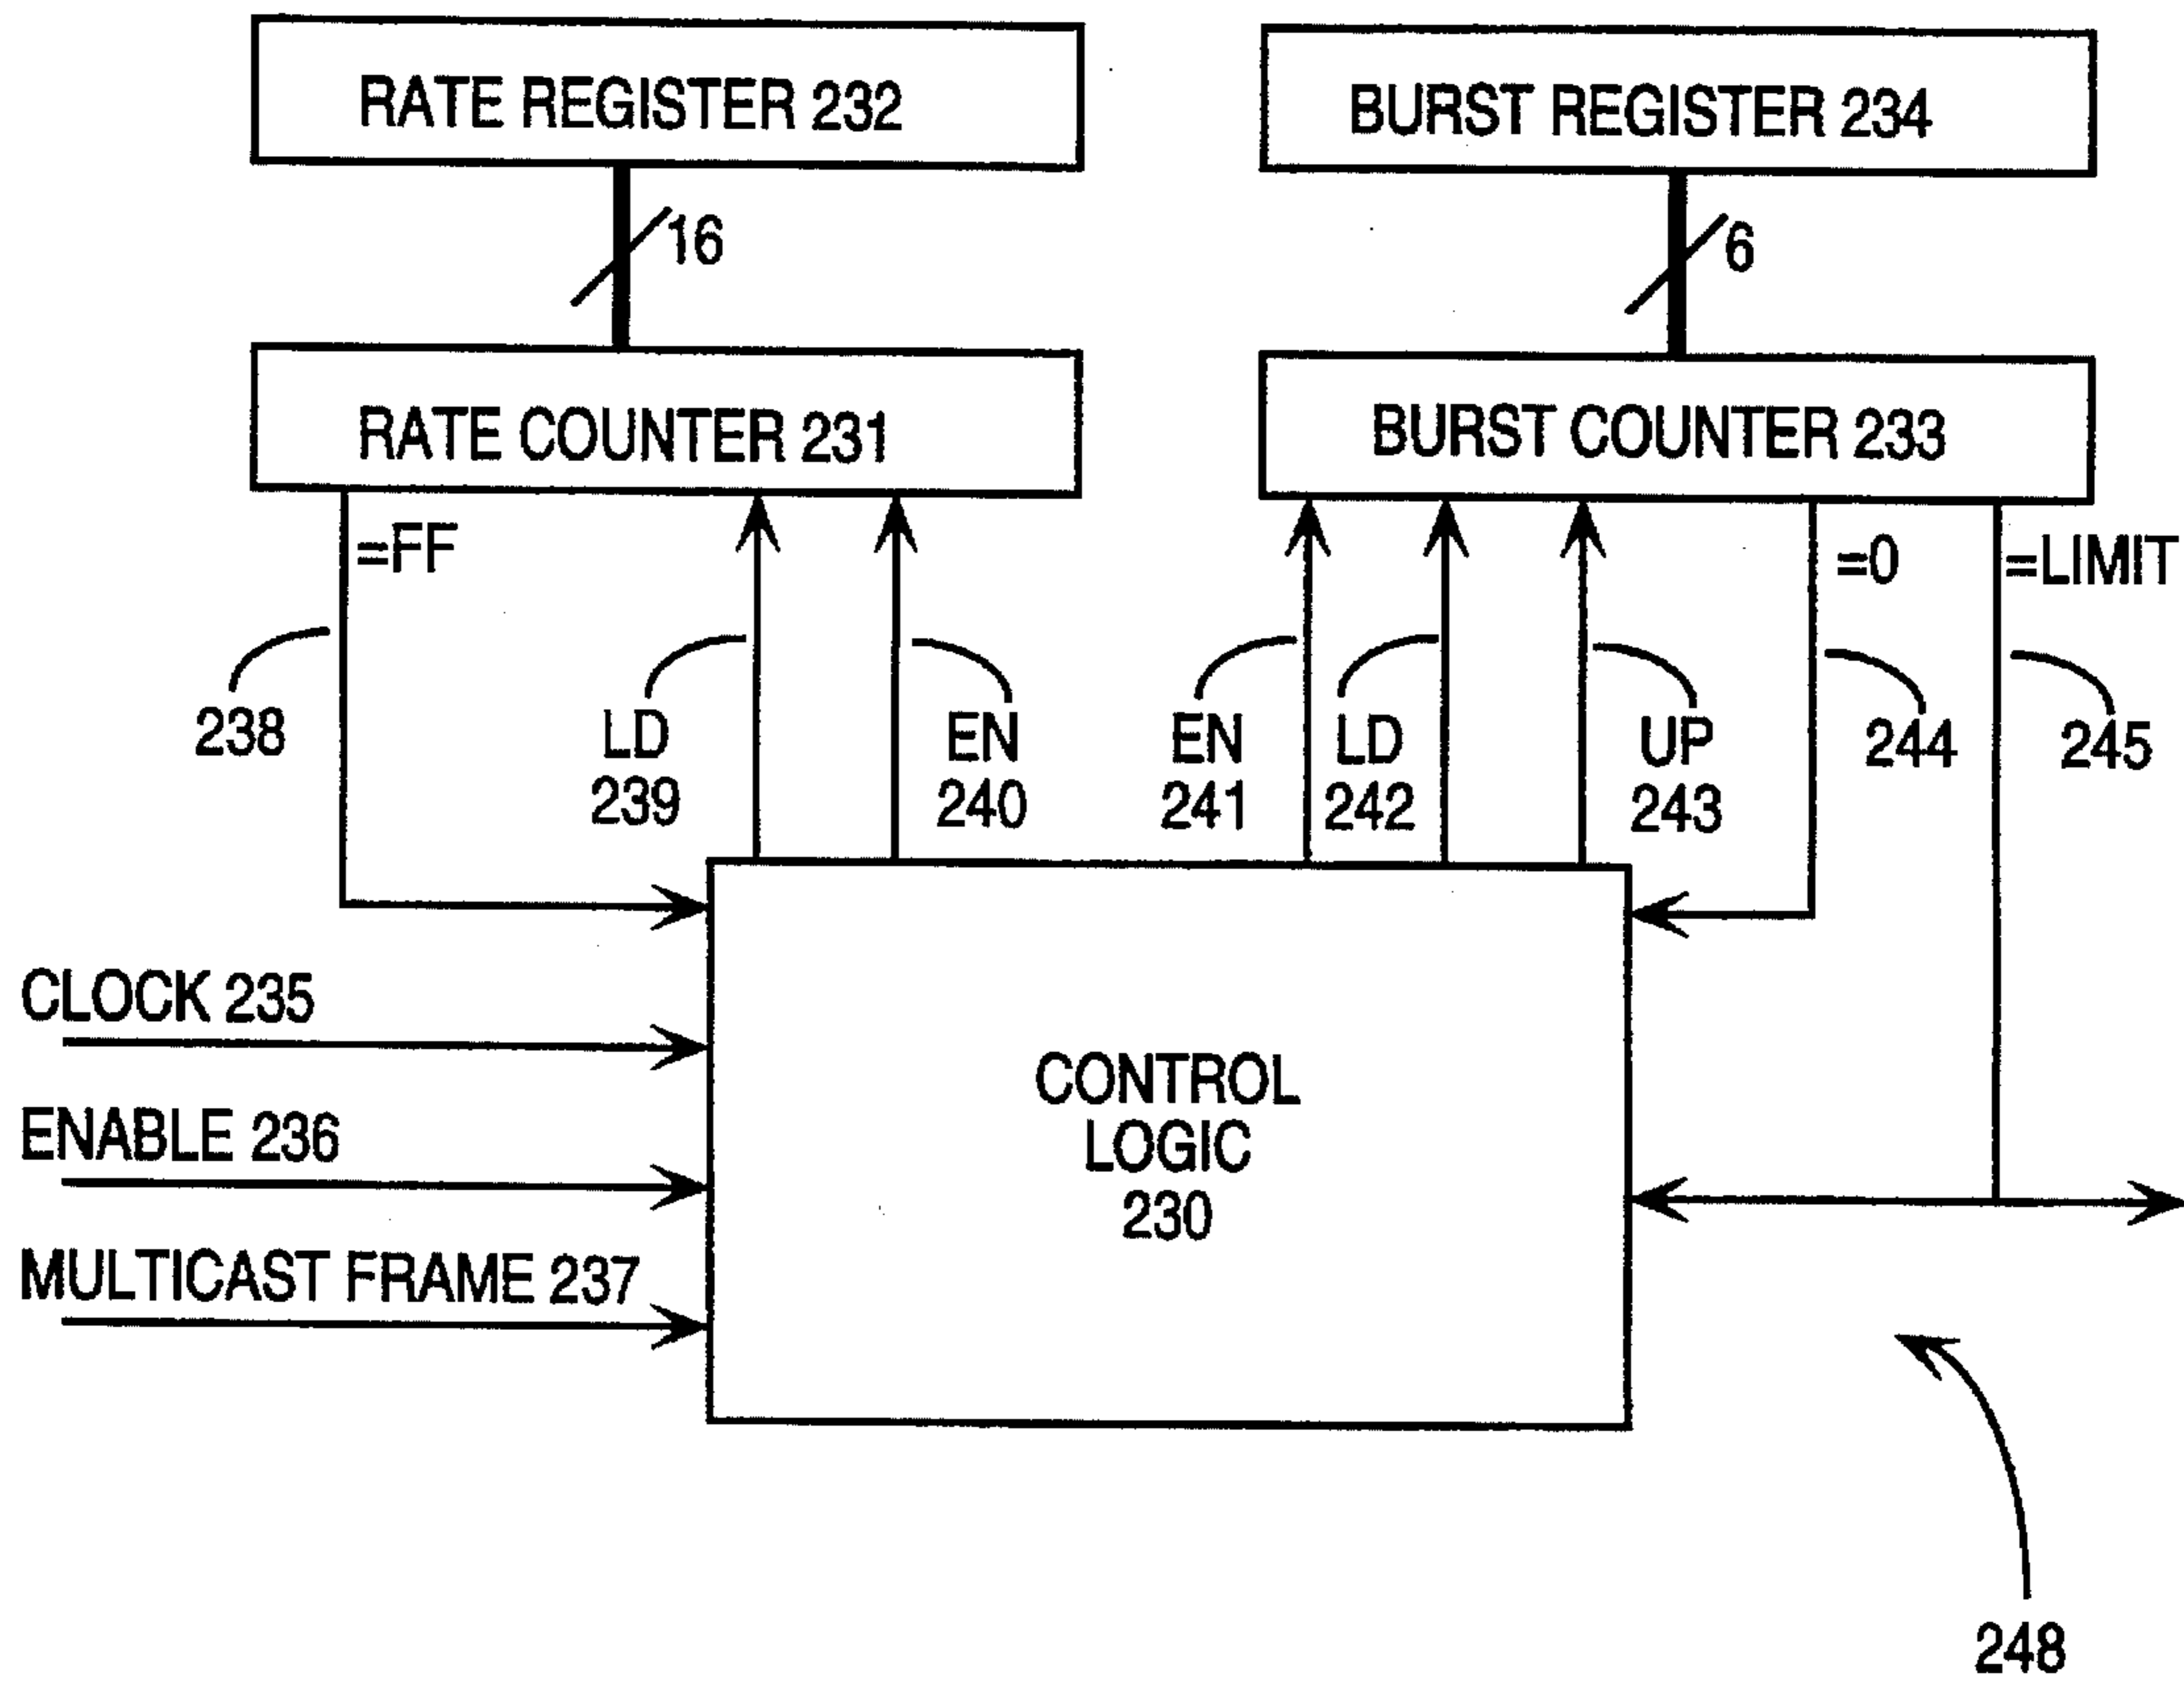 RATE REGISTER 232
BURST REGISTER 234
16
6
RATE COUNTER 231
BURST COUNTER 233
=FF
=0
=LIMIT
238
LD
239
EN
240
EN
241
LD
242
UP
243
244
245
CLOCK 235
ENABLE 236
MULTICAST FRAME 237
CONTROL
LOGIC
230
248